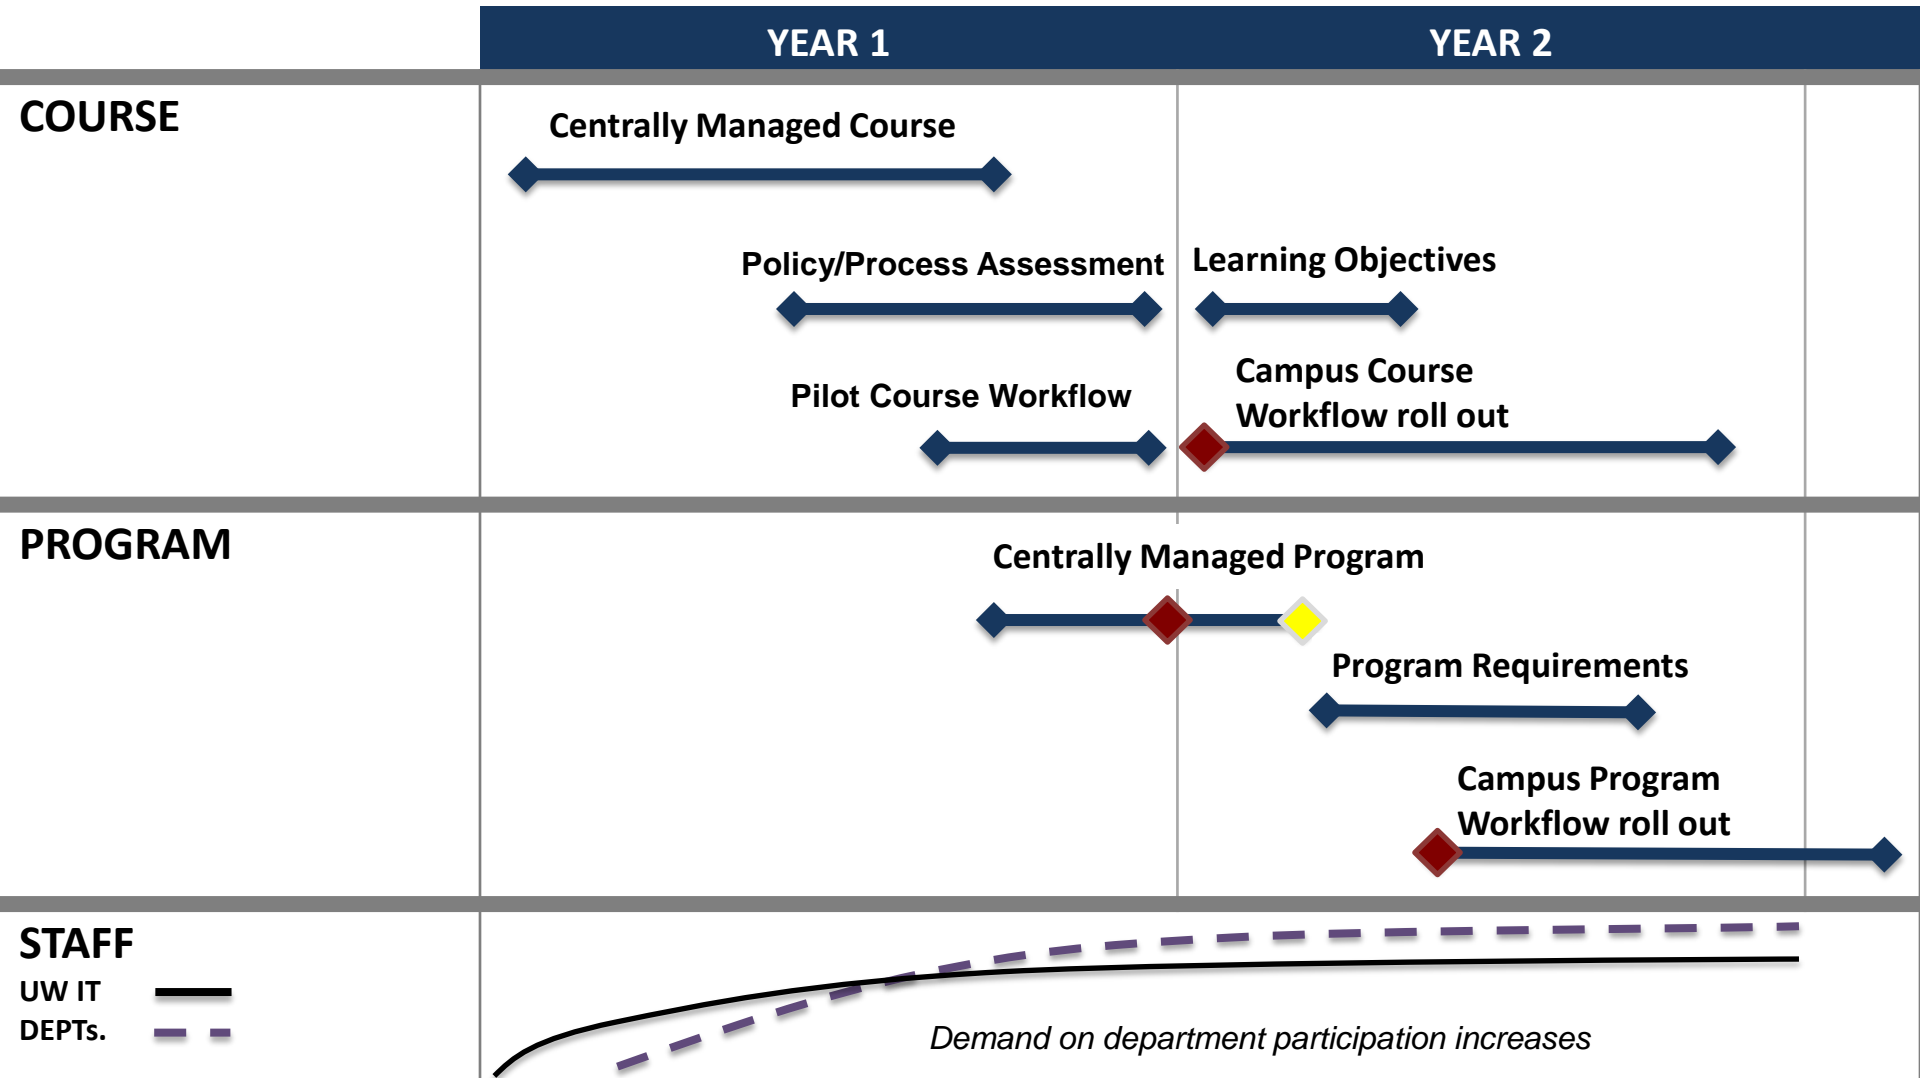 YEAR 1
YEAR 2
COURSE
Centrally Managed Course
Policy/Process Assessment
Learning Objectives
Pilot Course Workflow
Campus Course
Workflow roll out
PROGRAM
Centrally Managed Program
Program Requirements
Campus Program
Workflow roll out
STAFF
UW IT
DEPTs.
Demand on department participation increases